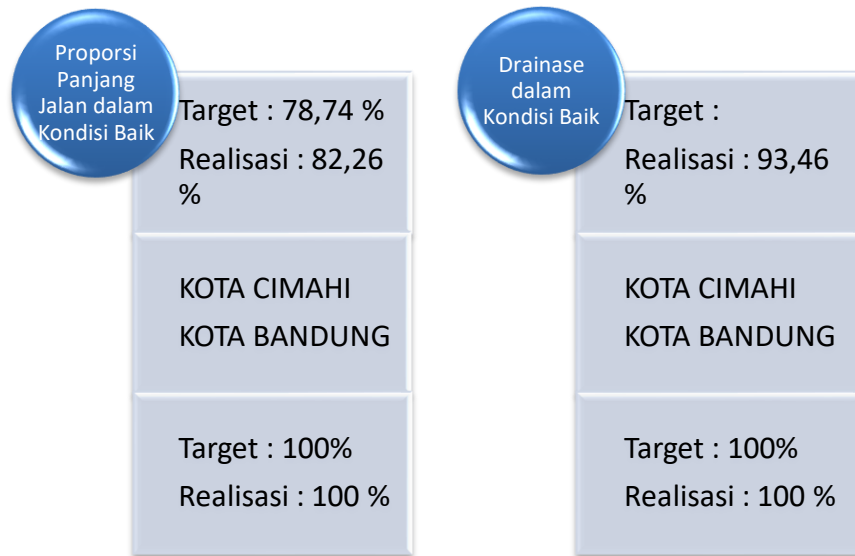 Proporsi
Panjang
Jalan dalam
Kondisi Baik
Target : 78,74 %
Realisasi : 82,26
%
KOTA CIMAHI
KOTA BANDUNG
Target : 100%
Realisasi : 100 %
Drainase
dalam
Kondisi Baik
Target :
Realisasi : 93,46
%
KOTA CIMAHI
KOTA BANDUNG
Target : 100%
Realisasi : 100 %